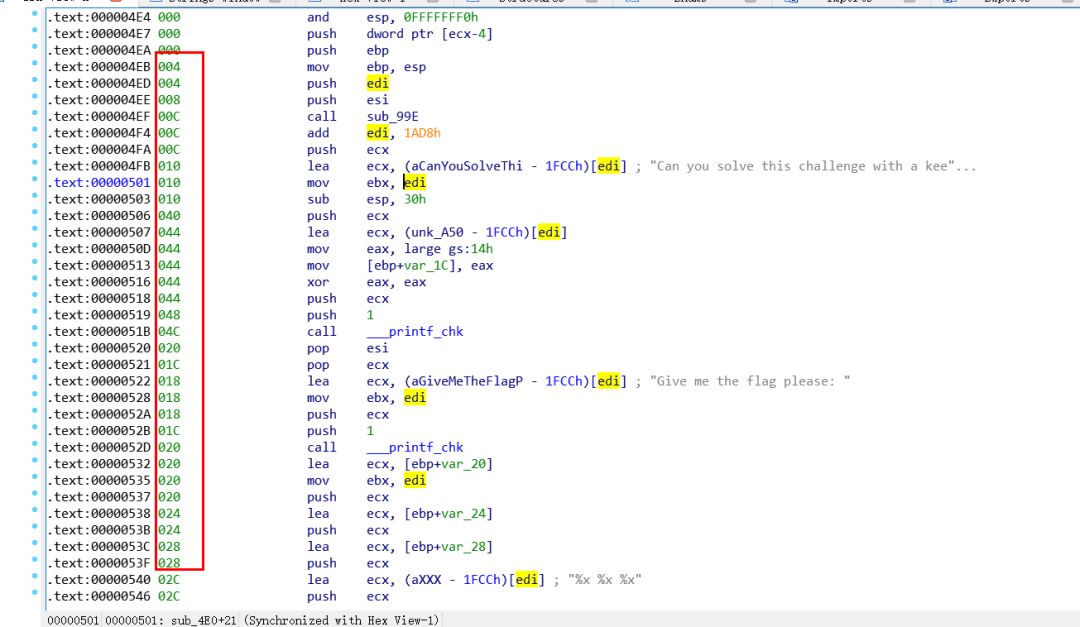 .text:000004E4 000 and esp, 0FFFFFFF0h
.text:000004E7 000 push dword ptr [ecx-4]
.text:000004EA 000 push ebp
.text:000004EB 004 mov ebp, esp
.text:000004ED 004 push edi
.text:000004EE 008 push esi
.text:000004EF 00C call sub_99E
.text:000004F4 00C add edi, 1AD8h
.text:000004FA 00C push ecx
.text:000004FB 010 lea ecx, (aCanYouSolveThi - 1FCCh)[edi] ; "Can you solve this challenge with a kee"...
.text:00000501 010 mov ebx, edi
.text:00000503 010 sub esp, 30h
.text:00000506 040 push ecx
.text:00000507 044 lea ecx, (unk_A50 - 1FCCh)[edi]
.text:0000050D 044 mov eax, large gs:14h
.text:00000513 044 mov [ebp+var_1C], eax
.text:00000516 044 xor eax, eax
.text:00000518 044 push ecx
.text:00000519 048 push 1
.text:0000051B 04C call ___printf_chk
.text:00000520 020 pop esi
.text:00000521 01C pop ecx
.text:00000522 018 lea ecx, (aGiveMeTheFlagP - 1FCCh)[edi] ; "Give me the flag please: "
.text:00000528 018 mov ebx, edi
.text:0000052A 018 push ecx
.text:0000052B 01C push 1
.text:0000052D 020 call ___printf_chk
.text:00000532 020 lea ecx, [ebp+var_20]
.text:00000535 020 mov ebx, edi
.text:00000537 020 push ecx
.text:00000538 024 lea ecx, [ebp+var_24]
.text:0000053B 024 push ecx
.text:0000053C 028 lea ecx, [ebp+var_28]
.text:0000053F 028 push ecx
.text:00000540 02C lea ecx, (aXXX - 1FCCh)[edi] ; "%x %x %x"
.text:00000546 02C push ecx
00000501 00000501: sub_4E0+21 (Synchronized with Hex View-1)